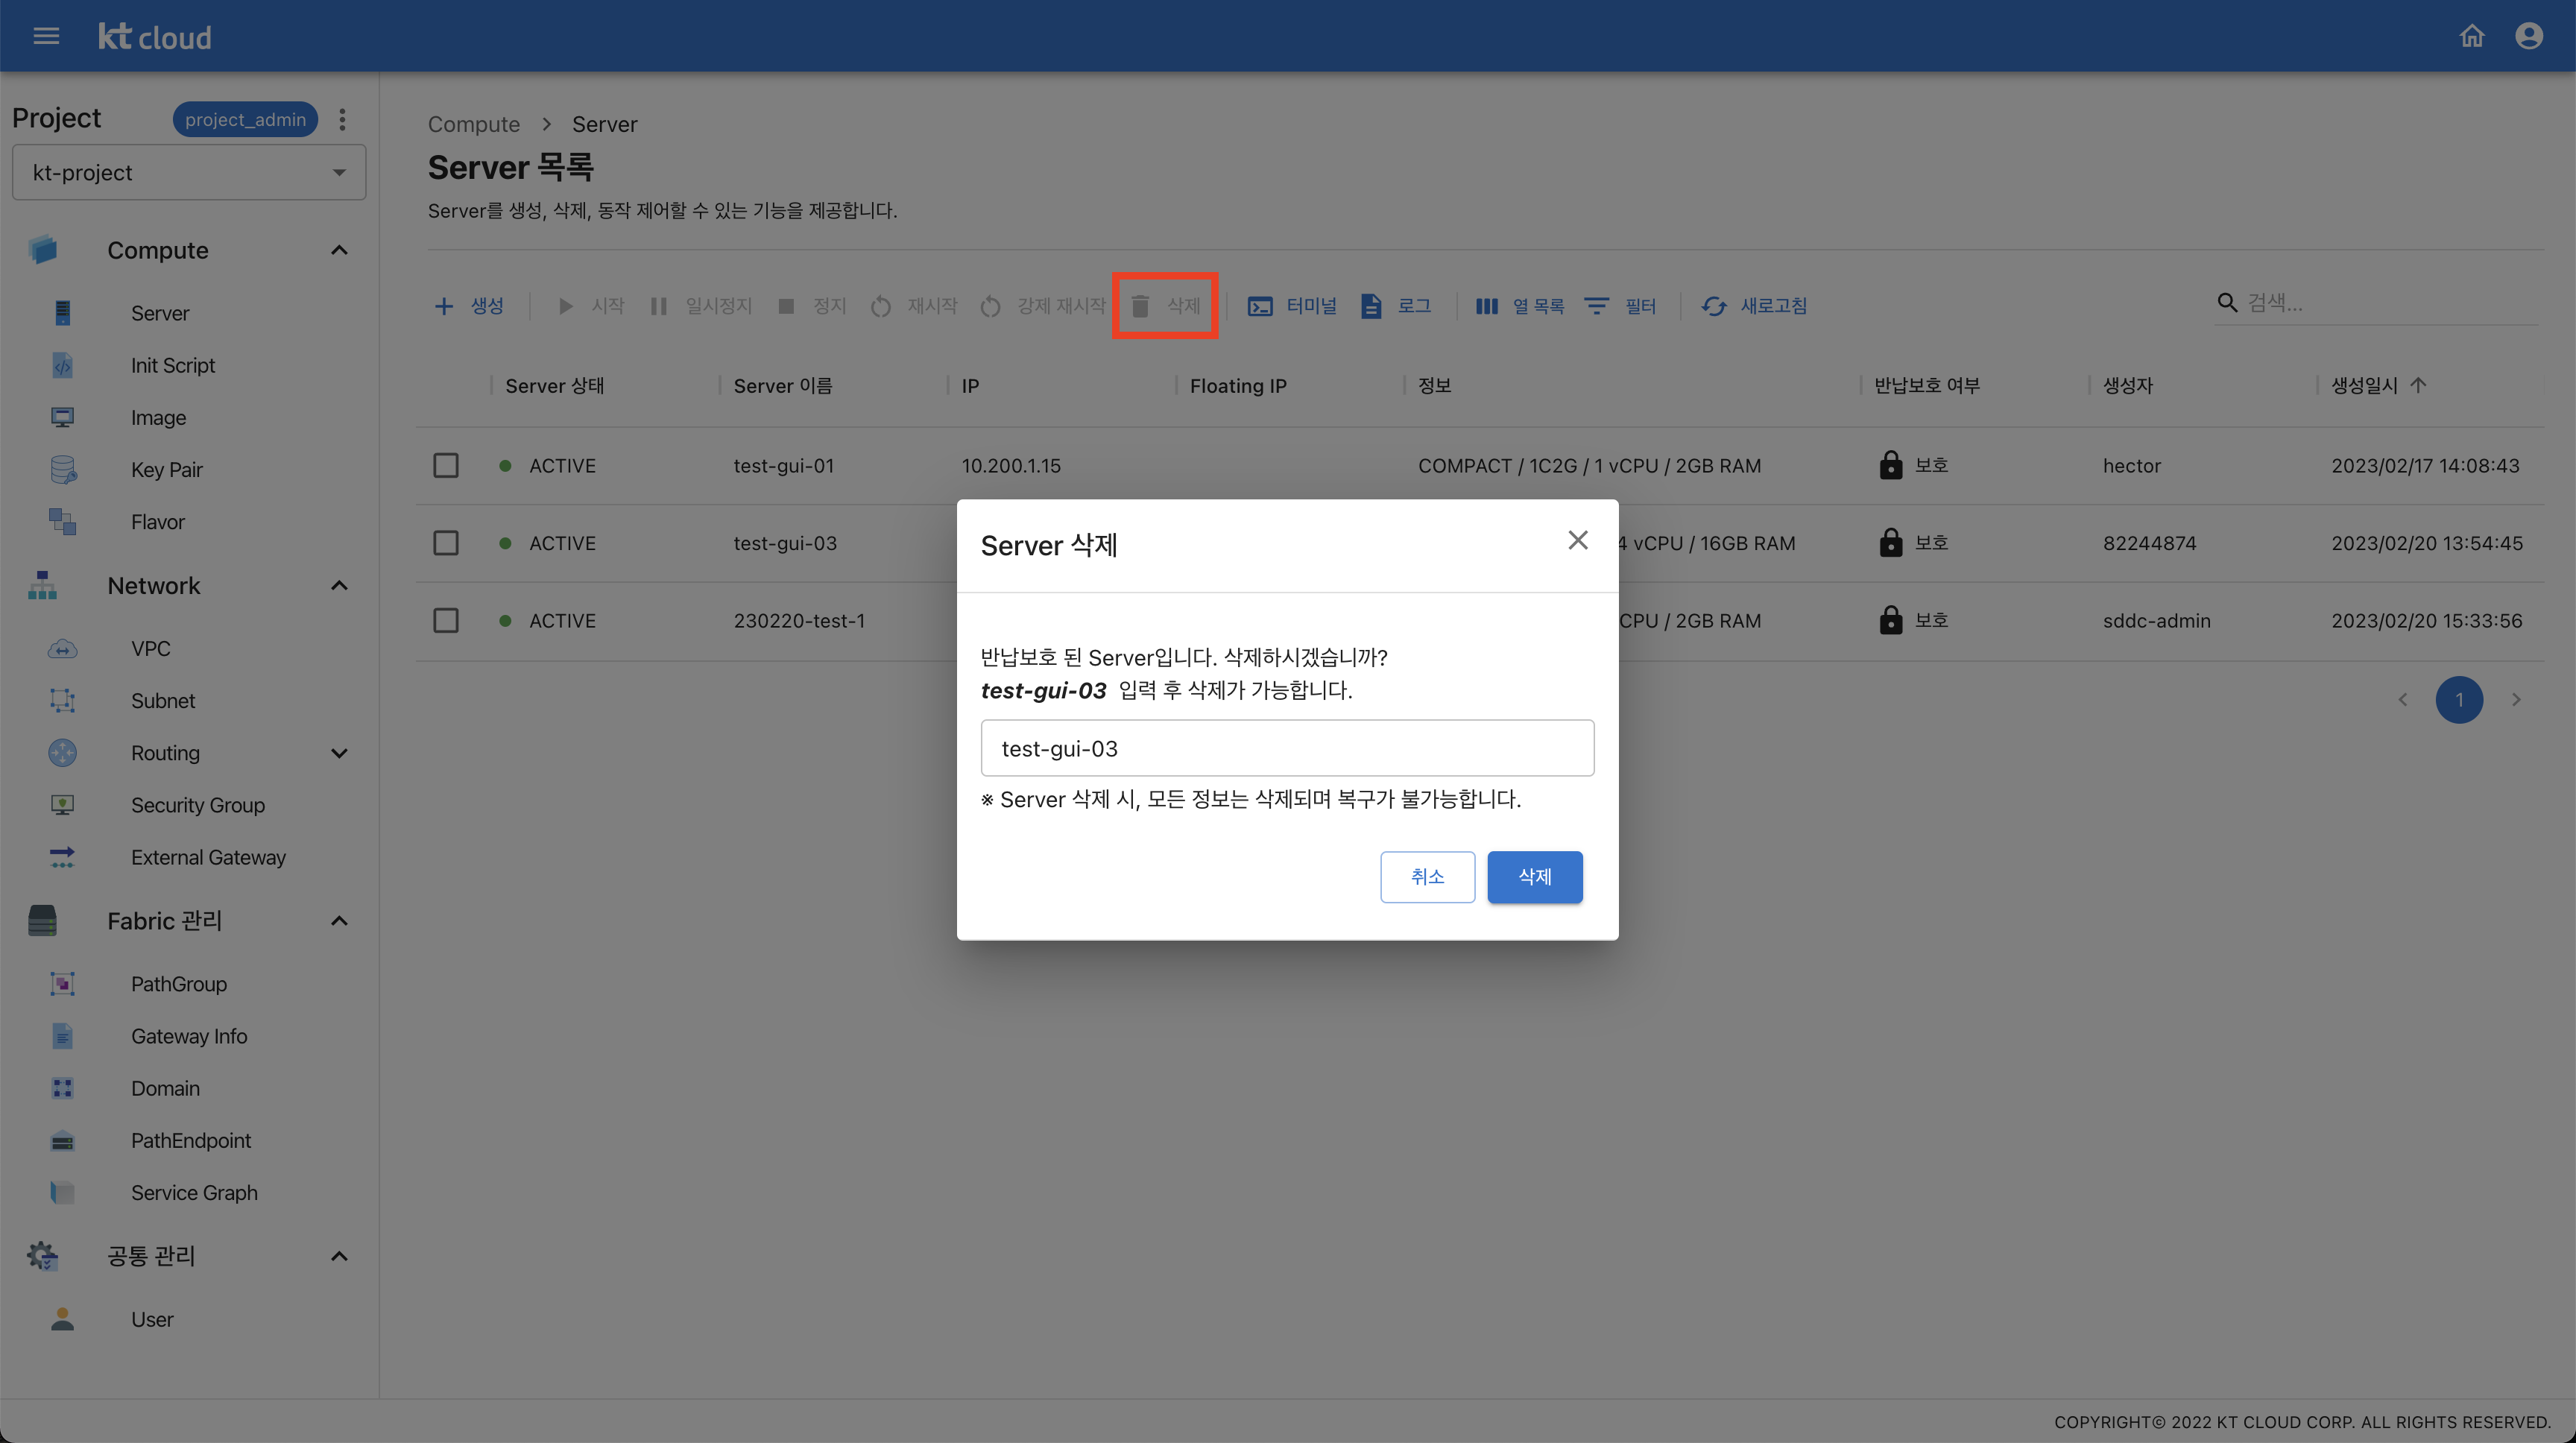 kt cloud
Project
project_admin
kt-project
Compute
Server
Init Script
Image
Key Pair
Flavor
Network
VPC
Subnet
Routing
Security Group
External Gateway
Fabric 관리
PathGroup
Gateway Info
Domain
PathEndpoint
Service Graph
공통 관리
User
Compute > Server
Server 목록
Server를 생성, 삭제, 동작 제어할 수 있는 기능을 제공합니다.
생성 시작 일시정지 정지 재시작 강제 재시작 삭제 터미널 로그 열 목록 필터 새로고침 검색...
Server 상태 Server 이름 IP Floating IP 정보 반납보호 여부 생성자 생성일시
ACTIVE test-gui-01 10.200.1.15 COMPACT / 1C2G / 1 vCPU / 2GB RAM 보호 hector 2023/02/17 14:08:43
ACTIVE test-gui-03 4 vCPU / 16GB RAM 보호 82244874 2023/02/20 13:54:45
ACTIVE 230220-test-1 CPU / 2GB RAM 보호 sddc-admin 2023/02/20 15:33:56
1
Server 삭제
반납보호 된 Server입니다. 삭제하시겠습니까?
test-gui-03 입력 후 삭제가 가능합니다.
test-gui-03
※ Server 삭제 시, 모든 정보는 삭제되며 복구가 불가능합니다.
취소 삭제
COPYRIGHT© 2022 KT CLOUD CORP. ALL RIGHTS RESERVED.